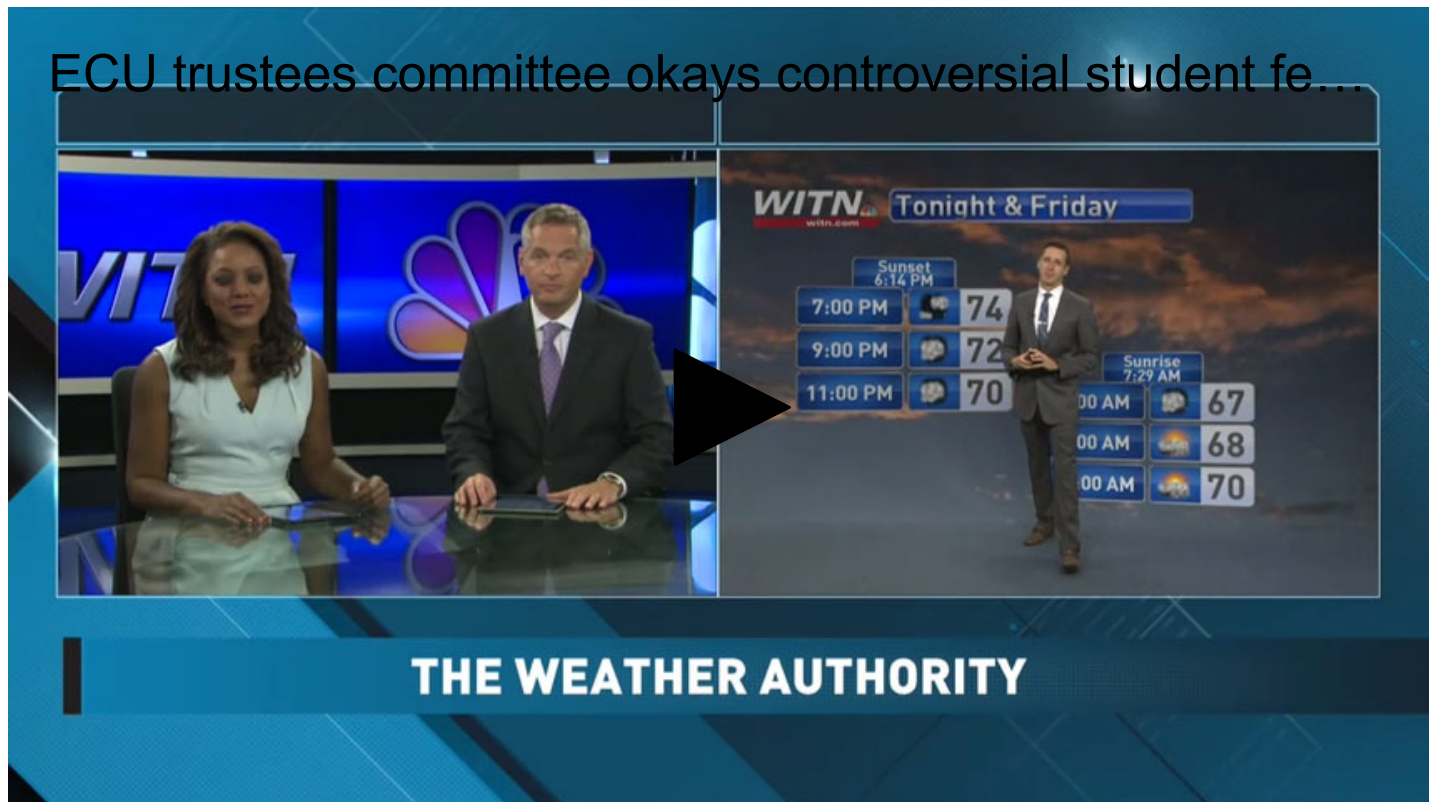 ECU trustees committee okays controversial student fe…
WITN
witn.com
Tonight & Friday
Sunset
6:14 PM
7:00 PM 74
9:00 PM 72
11:00 PM 70
Sunrise
7:29 AM
00 AM 67
00 AM 68
:00 AM 70
VIT
THE WEATHER AUTHORITY